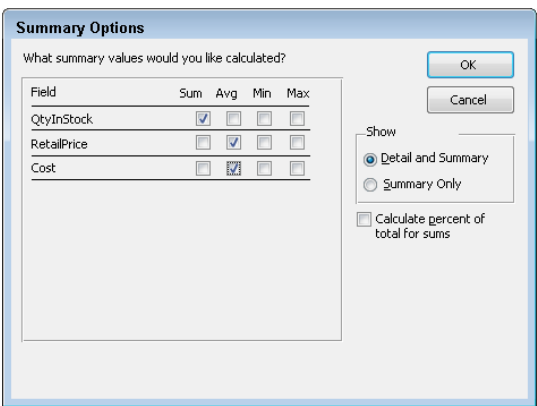 Summary Options
What summary values would you like calculated?
OK
Cancel
Field Sum Avg Min Max
QtyInStock
RetailPrice
Cost
Show
Detail and Summary
Summary Only
Calculate percent of
total for sums